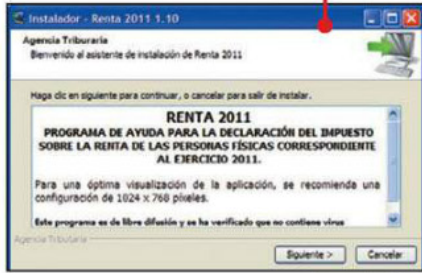 Instalador - Renta 2011 1.10
Agencia Triburaria
Bienvenido al asistente de instalación de Renta 2011
Haga clic en siguiente para continuar, o cancelar para salir de instalar.
RENTA 2011
PROGRAMA DE AYUDA PARA LA DECLARACIÓN DEL IMPUESTO
SOBRE LA RENTA DE LAS PERSONAS FÍSICAS CORRESPONDIENTE
AL EJERCICIO 2011.
Para una óptima visualización de la aplicación, se recomienda una
configuración de 1024 x 768 píxeles.
Este programa es de libre difusión y se ha verificado que no contiene virus
Agencia Tributaria
Siguiente > Cancelar